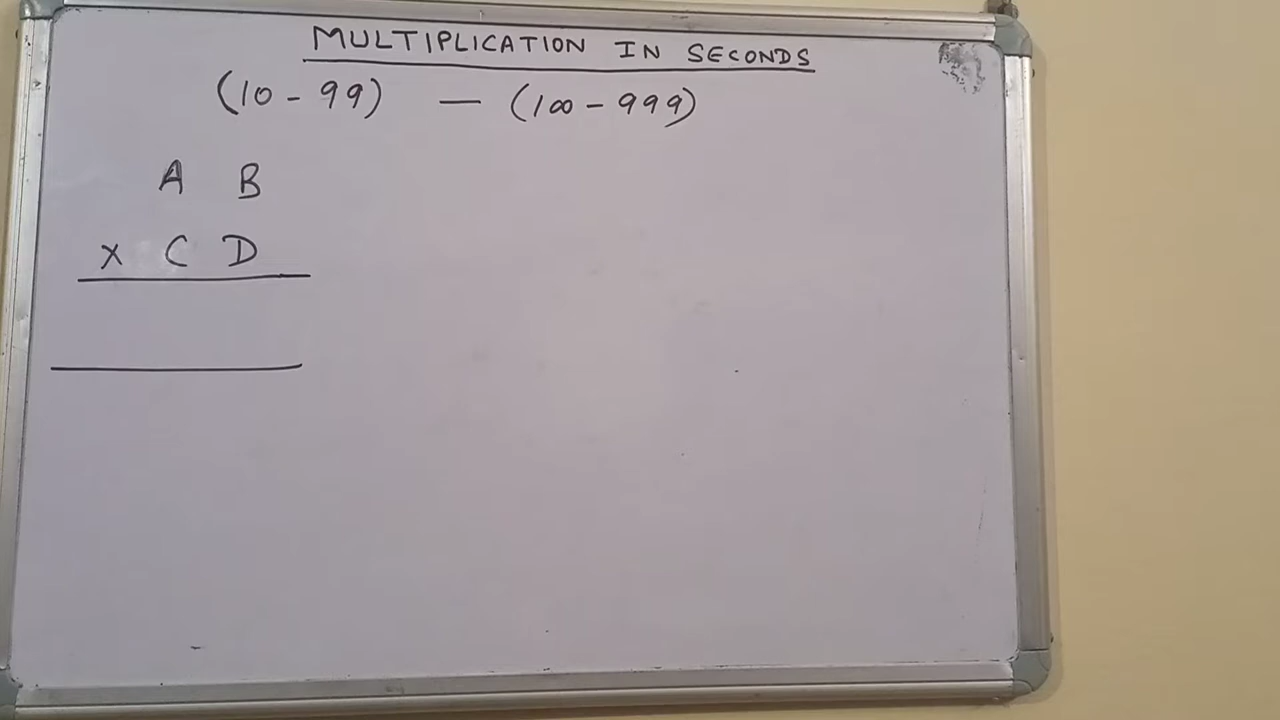 MULTIPLICATION IN SECONDS
(10 - 99) — (100 - 999)
A B
x C D